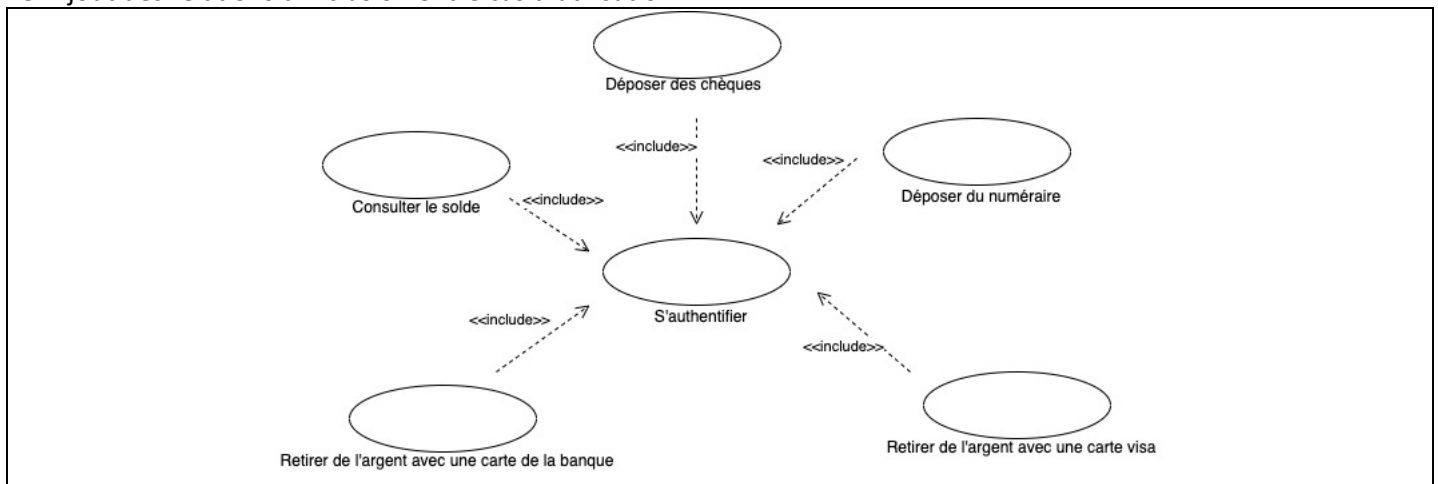 Déposer des chèques
<<include>>
<<include>>
Déposer du numéraire
<<include>>
Consulter le solde
S'authentifier
<<include>>
<<include>>
Retirer de l'argent avec une carte de la banque
Retirer de l'argent avec une carte visa